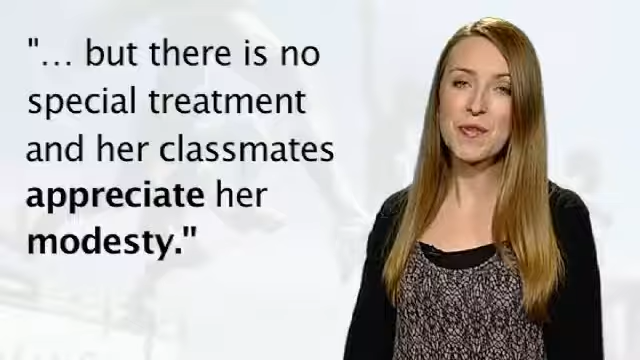 "… but there is no
special treatment
and her classmates
appreciate her
modesty."